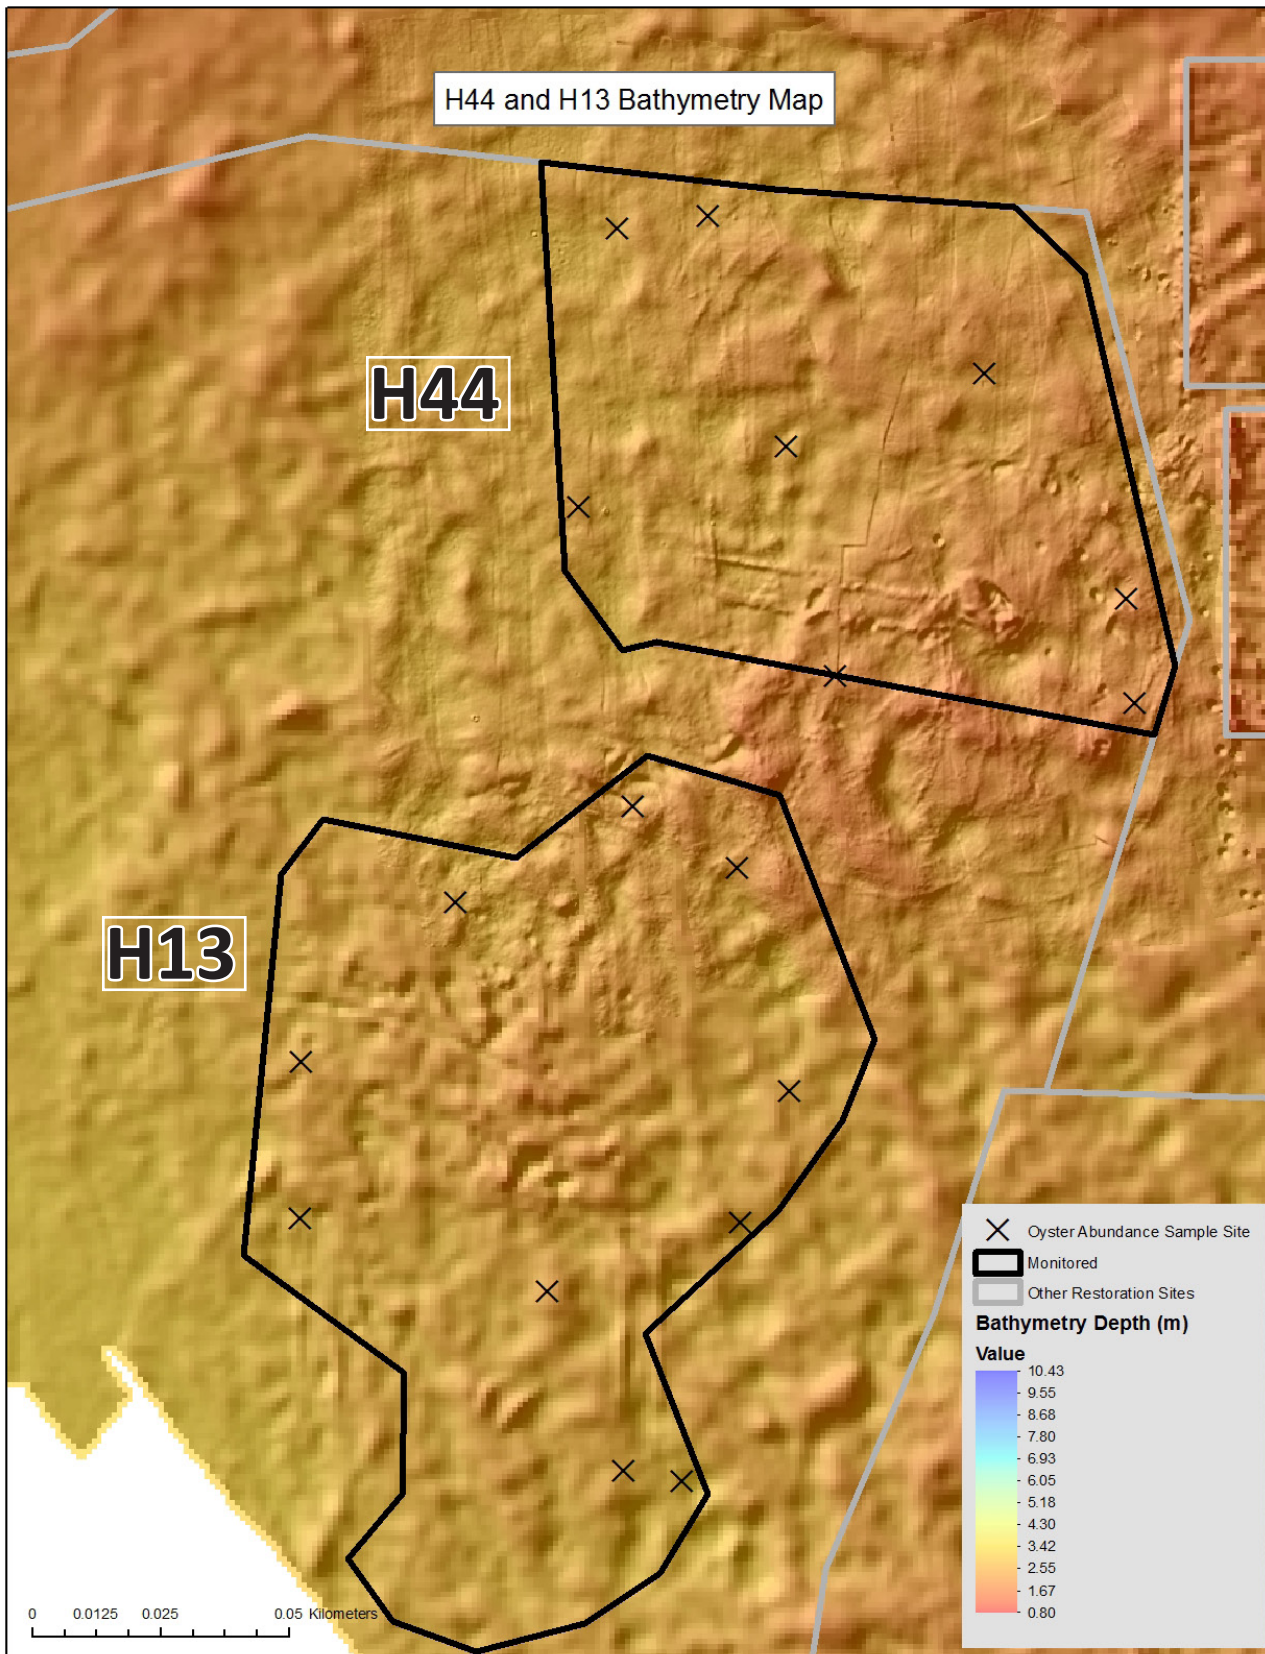 H44 and H13 Bathymetry Map
H44
H13
Oyster Abundance Sample Site
Monitored
Other Restoration Sites
Bathymetry Depth (m)
Value
10.43
9.55
8.68
7.80
6.93
6.05
5.18
4.30
3.42
2.55
1.67
0.80
0 0.0125 0.025 0.05 Kilometers